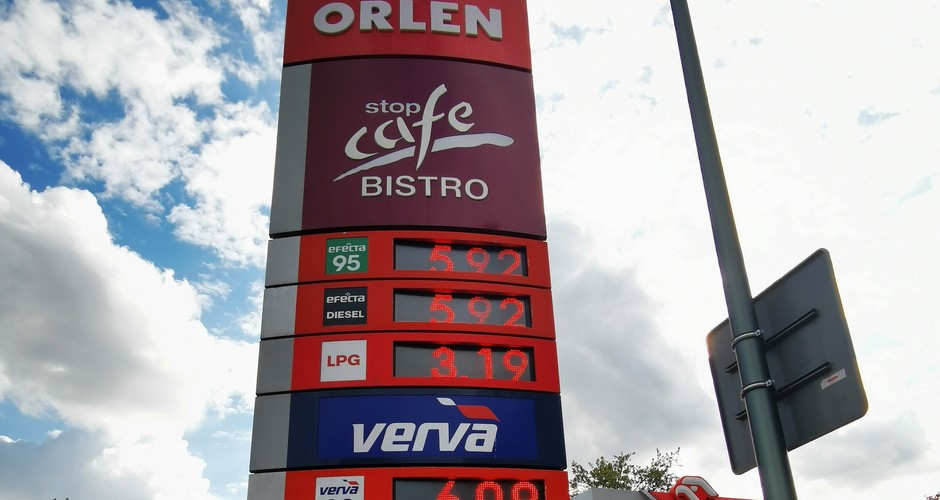 ORLEN
stop
cafe
BISTRO
efecta
95
5.92
efecta
DIESEL
5.92
LPG
3.19
verva
verva